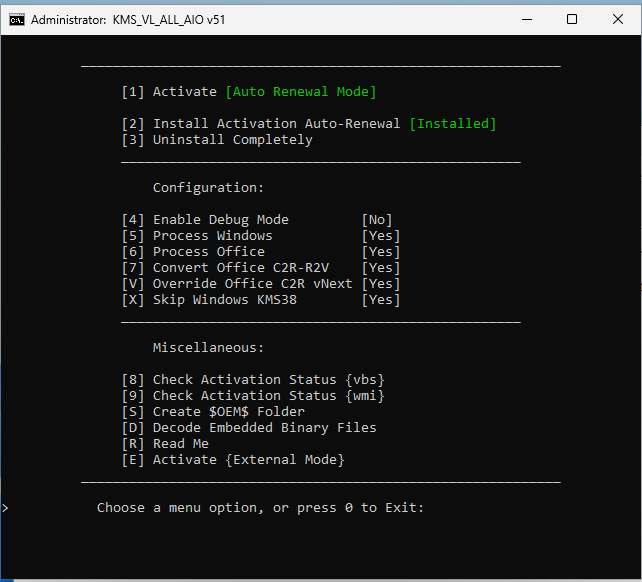 Administrator: KMS_VL_ALL_AIO v51
[1] Activate [Auto Renewal Mode]
[2] Install Activation Auto-Renewal [Installed]
[3] Uninstall Completely
Configuration:
[4] Enable Debug Mode [No]
[5] Process Windows [Yes]
[6] Process Office [Yes]
[7] Convert Office C2R-R2V [Yes]
[V] Override Office C2R vNext [Yes]
[X] Skip Windows KMS38 [Yes]
Miscellaneous:
[8] Check Activation Status {vbs}
[9] Check Activation Status {wmi}
[S] Create $OEM$ Folder
[D] Decode Embedded Binary Files
[R] Read Me
[E] Activate {External Mode}
> Choose a menu option, or press 0 to Exit: